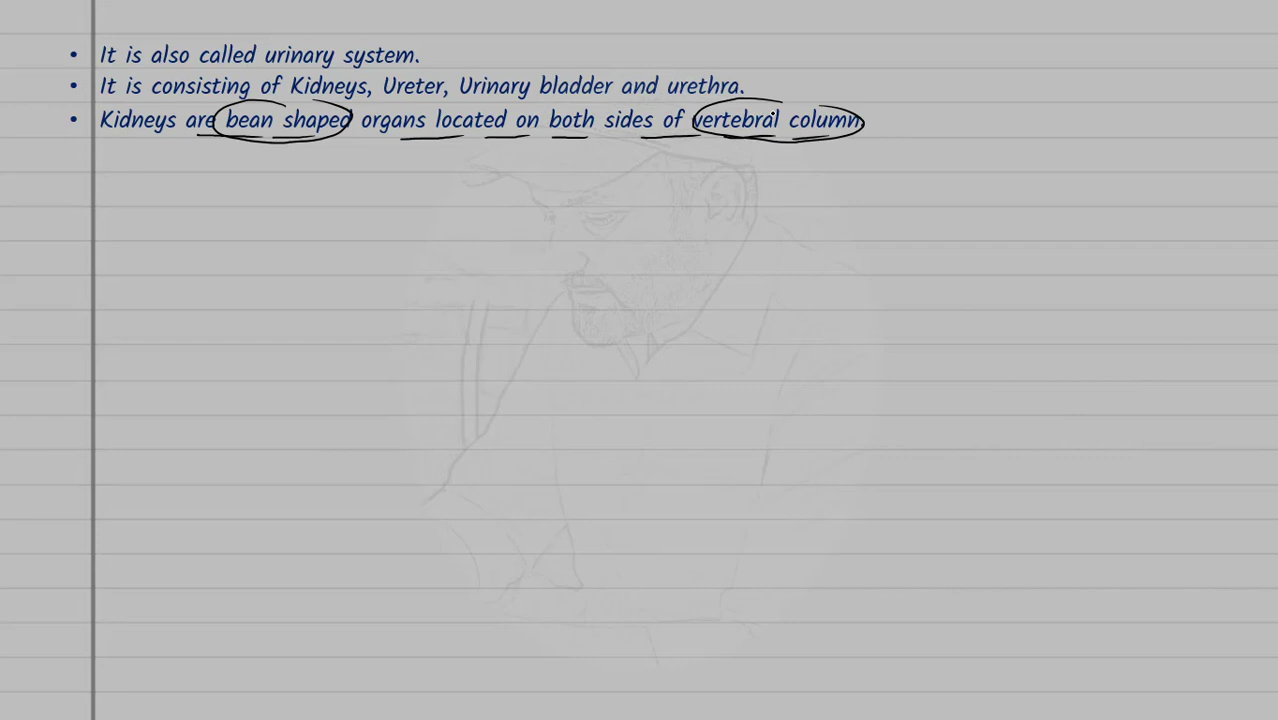 • It is also called urinary system.
• It is consisting of Kidneys, Ureter, Urinary bladder and urethra.
• Kidneys are bean shaped organs located on both sides of vertebral column.